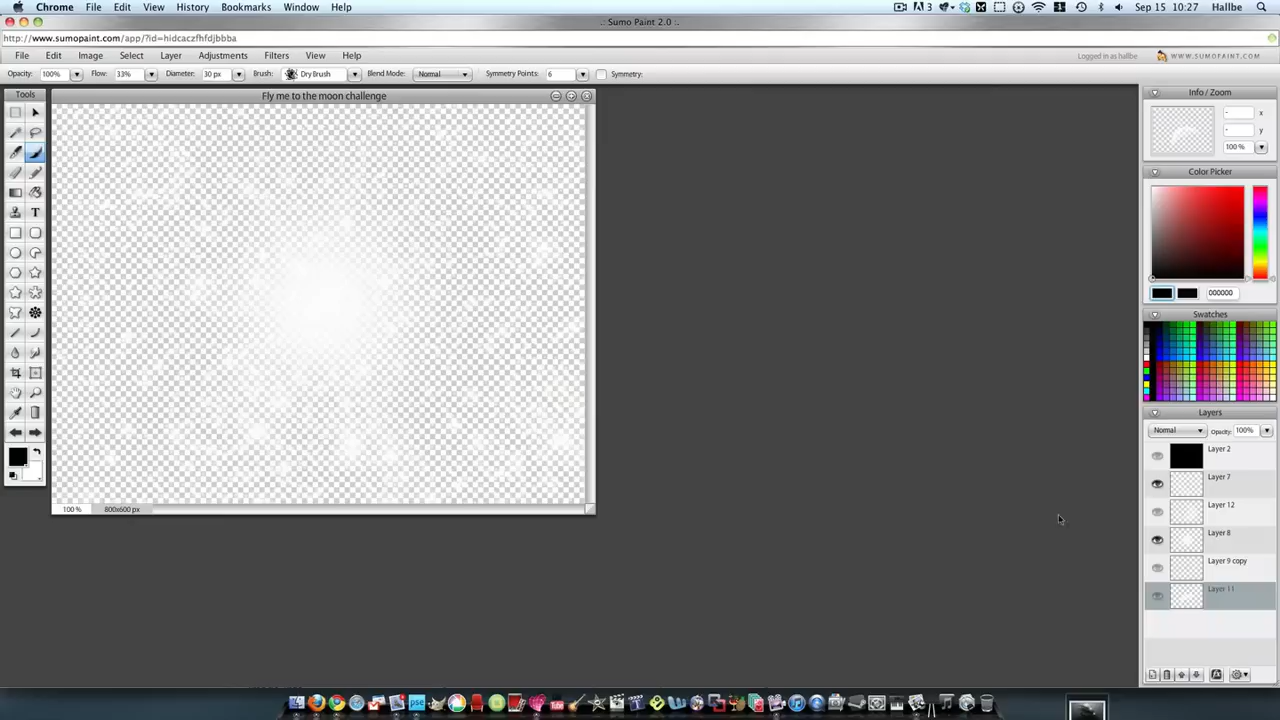 Chrome File Edit View History Bookmarks Window Help 3 Sep 15 10:27 Hallbe
.: Sumo Paint 2.0 :.
http://www.sumopaint.com/app/?id=hidcaczfhfdjbbba
File Edit Image Select Layer Adjustments Filters View Help Logged in as hallbe WWW.SUMOPAINT.COM
Opacity: 100% Flow: 33% Diameter: 30 px Brush: Dry Brush Blend Mode: Normal Symmetry Points: 6 Symmetry:
Tools
Fly me to the moon challenge
Info / Zoom
- x
- y
100 %
Color Picker
000000
Swatches
Layers
Normal Opacity: 100%
Layer 2
Layer 7
Layer 12
Layer 8
Layer 9 copy
Layer 11
T
100 % 800x600 px